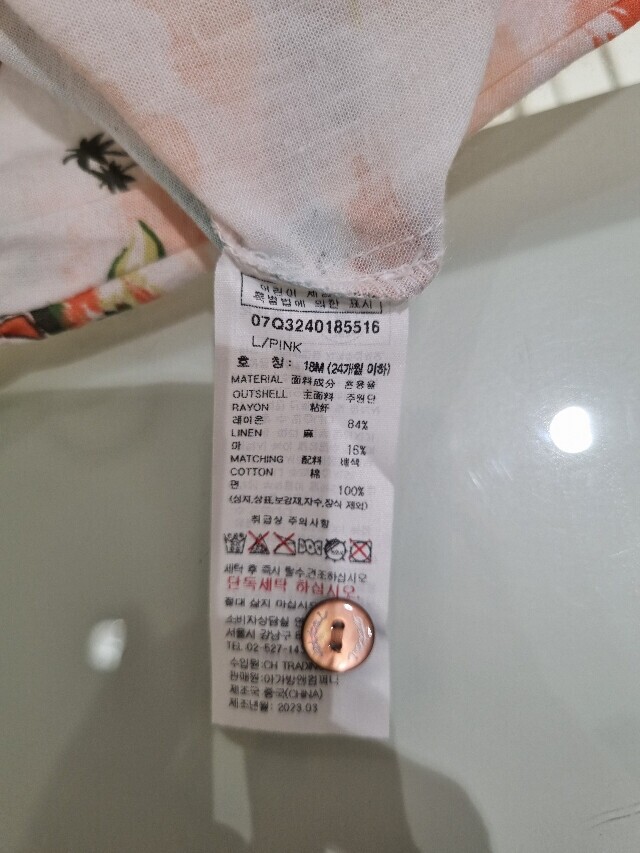 어린이 제품
특별법에 의한 표시
07Q3240185516
L/PINK
호 칭: 18M (24개월 이하)
MATERIAL 面料成分 혼용율
OUTSHELL 主面料 주원단
RAYON 粘纤
레이온 84%
LINEN 麻
마 16%
MATCHING 配料 배색
COTTON 棉
면 100%
(심지,상표,보강재,자수,장식 제외)
취급상 주의사항
세탁 후 즉시 탈수,건조하십시오
단독세탁 하십시오.
절대 삶지 마십시오
소비자상담실
서울시 강남구
TEL 02-527-14
수입원:CH TRADIN
판매원:아가방앤컴퍼니
제조국 중국(CHINA)
제조년월: 2023.03